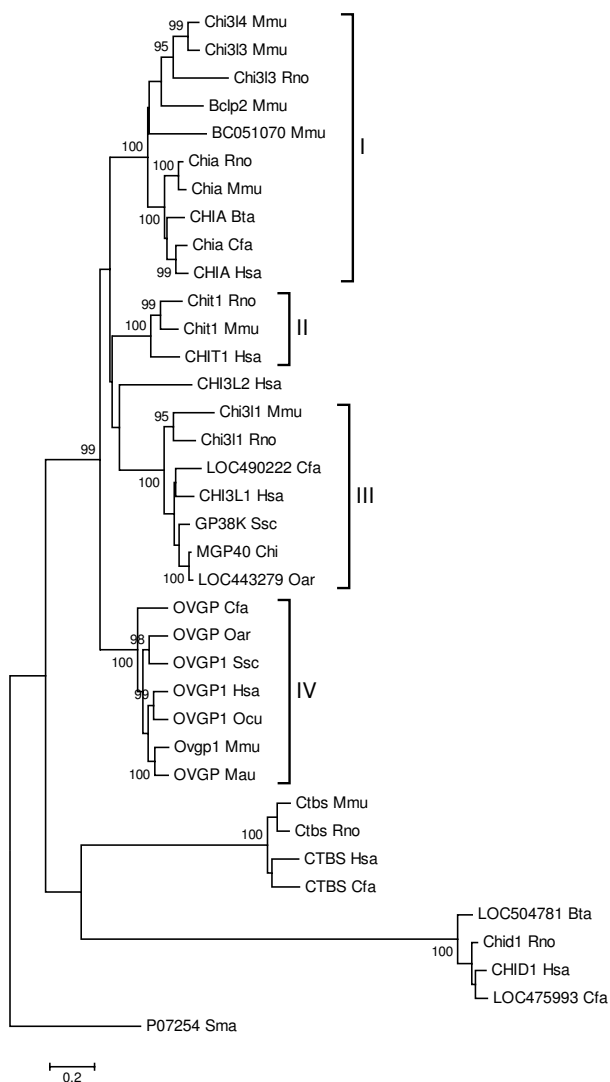 99
Chi3l4 Mmu
95
Chi3l3 Mmu
Chi3l3 Rno
Bclp2 Mmu
BC051070 Mmu
100
I
100
Chia Rno
Chia Mmu
100
CHIA Bta
Chia Cfa
99
CHIA Hsa
99
Chit1 Rno
100
Chit1 Mmu
II
CHIT1 Hsa
CHI3L2 Hsa
95
Chi3l1 Mmu
Chi3l1 Rno
99
100
LOC490222 Cfa
CHI3L1 Hsa
III
GP38K Ssc
MGP40 Chi
100
LOC443279 Oar
OVGP Cfa
98
OVGP Oar
100
OVGP1 Ssc
99
OVGP1 Hsa
IV
OVGP1 Ocu
Ovgp1 Mmu
100
OVGP Mau
Ctbs Mmu
100
Ctbs Rno
CTBS Hsa
CTBS Cfa
LOC504781 Bta
100
Chid1 Rno
CHID1 Hsa
LOC475993 Cfa
P07254 Sma
0.2